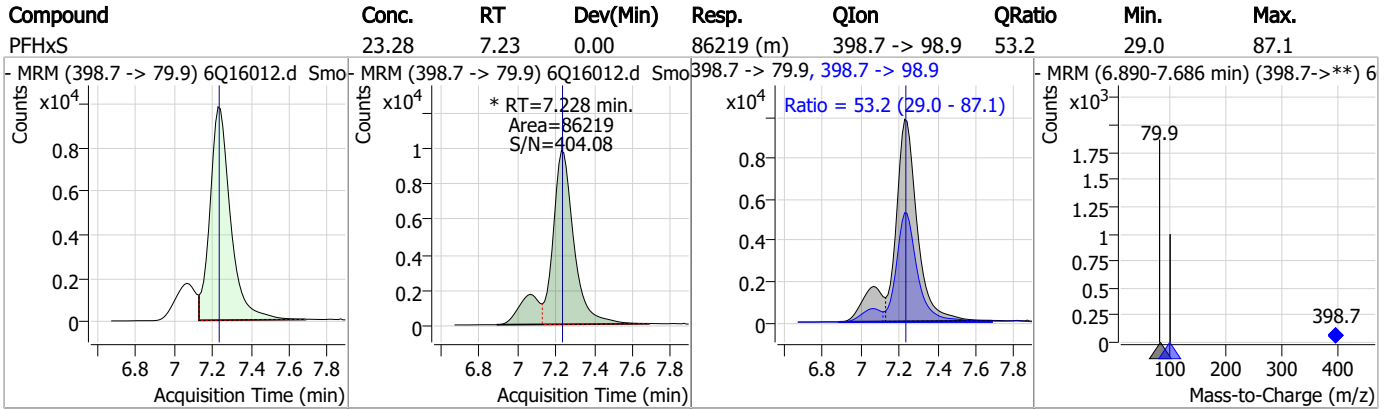 Compound Conc. RT Dev(Min) Resp. QIon QRatio Min. Max.
PFHxS 23.28 7.23 0.00 86219 (m) 398.7 -> 98.9 53.2 29.0 87.1
- MRM (398.7 -> 79.9) 6Q16012.d Smo
Counts
x10⁴
0.8
0.6
0.4
0.2
0
6.8 7 7.2 7.4 7.6 7.8
Acquisition Time (min)
- MRM (398.7 -> 79.9) 6Q16012.d Smo
Counts
x10⁴
* RT=7.228 min.
Area=86219
S/N=404.08
1
0.8
0.6
0.4
0.2
0
6.8 7 7.2 7.4 7.6 7.8
Acquisition Time (min)
398.7 -> 79.9, 398.7 -> 98.9
x10⁴
Ratio = 53.2 (29.0 - 87.1)
0.8
0.6
0.4
0.2
0
6.8 7 7.2 7.4 7.6 7.8
Acquisition Time (min)
- MRM (6.890-7.686 min) (398.7->**) 6
Counts
x10³
79.9
1.75
1.5
1.25
1
0.75
0.5
0.25
0
398.7
100 200 300 400
Mass-to-Charge (m/z)